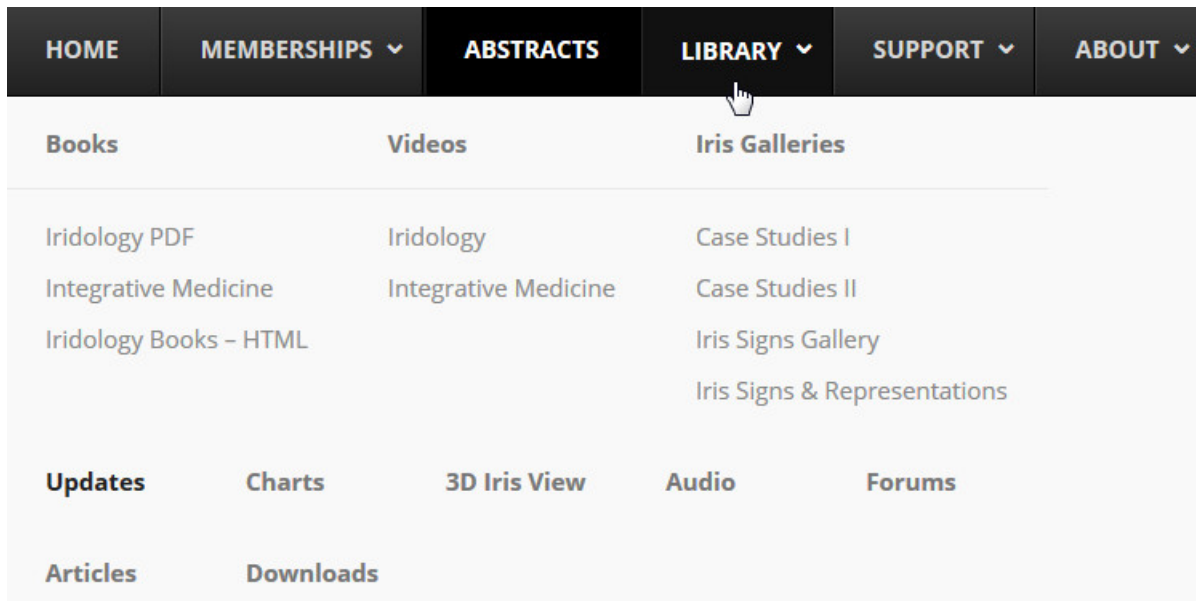 HOME MEMBERSHIPS ABSTRACTS LIBRARY SUPPORT ABOUT
Books Videos Iris Galleries
Iridology PDF Iridology Case Studies I
Integrative Medicine Integrative Medicine Case Studies II
Iridology Books – HTML Iris Signs Gallery
Iris Signs & Representations
Updates Charts 3D Iris View Audio Forums
Articles Downloads